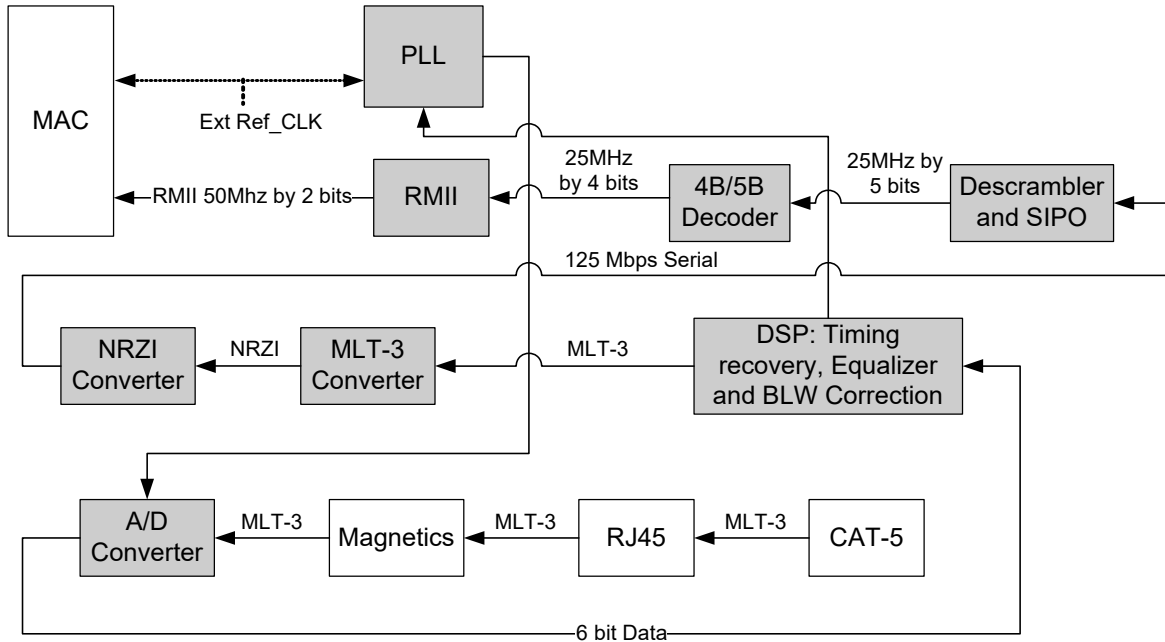 PLL
MAC
Ext Ref_CLK
RMII 50Mhz by 2 bits
RMII
25MHz
by 4 bits
4B/5B
Decoder
25MHz by
5 bits
Descrambler
and SIPO
125 Mbps Serial
NRZI
Converter
NRZI
MLT-3
Converter
MLT-3
DSP: Timing
recovery, Equalizer
and BLW Correction
A/D
Converter
MLT-3
Magnetics
MLT-3
RJ45
MLT-3
CAT-5
6 bit Data